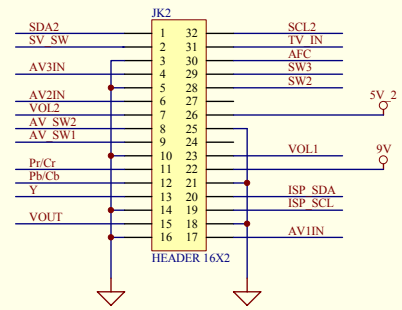 JK2
SDA2 1 32 SCL2
SV_SW 2 31 TV_IN
3 30 AFC
AV3IN 4 29 SW3
5 28 SW2
AV2IN 6 27
VOL2 7 26 5V_2
AV_SW2 8 25
AV_SW1 9 24
10 23 VOL1
Pr/Cr 11 22 9V
Pb/Cb 12 21
Y 13 20 ISP_SDA
14 19 ISP_SCL
VOUT 15 18
16 17 AV1IN
HEADER 16X2